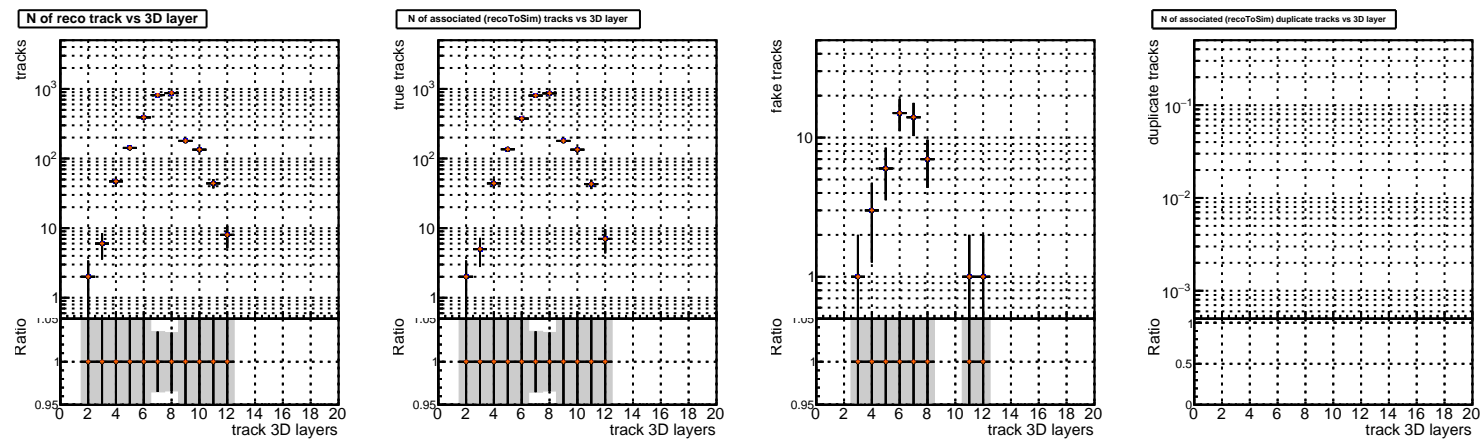 N of reco track vs 3D layer
tracks
10³
10²
10
1
Ratio
1.05
1
0.95
0 2 4 6 8 10 12 14 16 18 20
track 3D layers
N of associated (recoToSim) tracks vs 3D layer
true tracks
10³
10²
10
1
Ratio
1.05
1
0.95
0 2 4 6 8 10 12 14 16 18 20
track 3D layers
fake tracks
10
1
Ratio
1.05
1
0.95
0 2 4 6 8 10 12 14 16 18 20
track 3D layers
N of associated (recoToSim) duplicate tracks vs 3D layer
duplicate tracks
10⁻¹
10⁻²
10⁻³
Ratio
1
0.5
0
0 2 4 6 8 10 12 14 16 18 20
track 3D layers